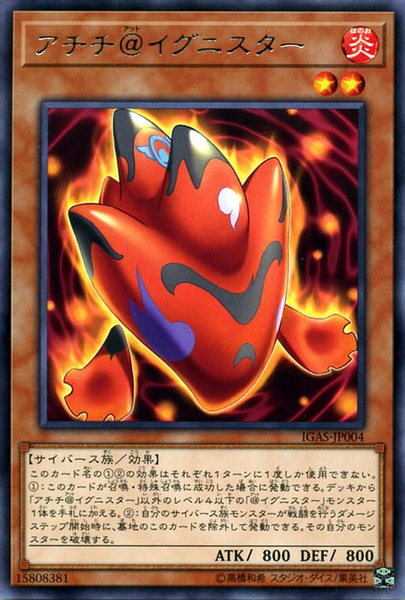 アチチ@イグニスター
アット
炎
ほのお
IGAS-JP004
【サイバース族/効果】
このカード名の①②の効果はそれぞれ1ターンに1度しか使用できない。
①:このカードが召喚・特殊召喚に成功した場合に発動できる。デッキから
「アチチ@イグニスター」以外のレベル4以下の「@イグニスター」モンスター
1体を手札に加える。②:自分のサイバース族モンスターが戦闘を行うダメー
ジステップ開始時に、墓地のこのカードを除外して発動できる。その自分のモ
ンスターを破壊する。
ATK/ 800 DEF/ 800
15808381
©高橋和希 スタジオ・ダイス/集英社